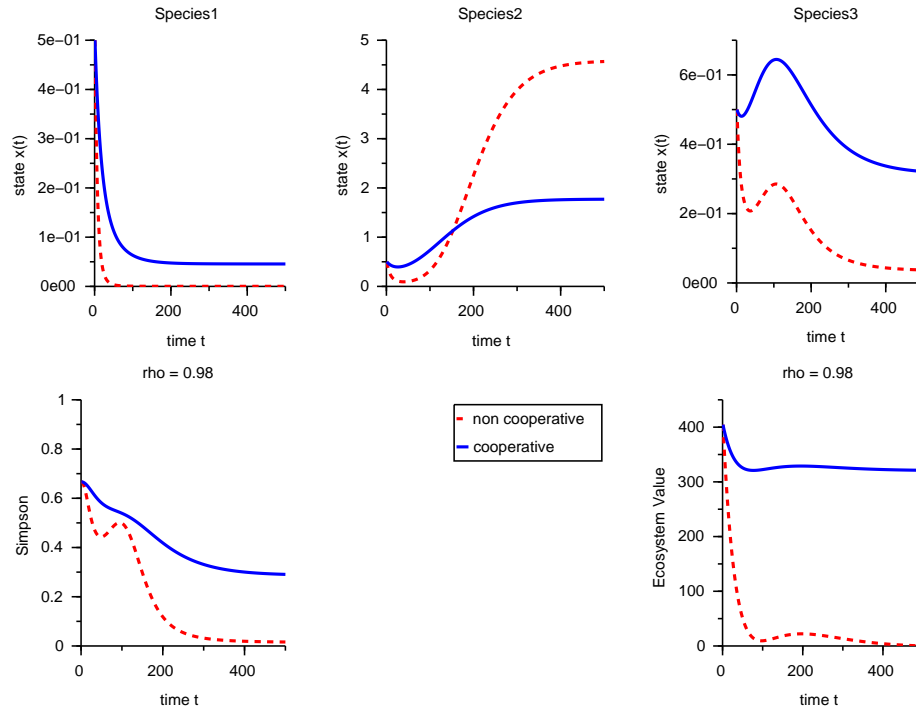 Species1
5e−01
4e−01
3e−01
2e−01
1e−01
0e00
state x(t)
0
200
400
time t
Species2
5
4
3
2
1
0
state x(t)
0
200
400
time t
Species3
6e−01
4e−01
2e−01
0e00
state x(t)
0
200
400
time t
rho = 0.98
1
0.8
0.6
0.4
0.2
0
Simpson
0
200
400
time t
non cooperative
cooperative
rho = 0.98
400
300
200
100
0
Ecosystem Value
0
200
400
time t